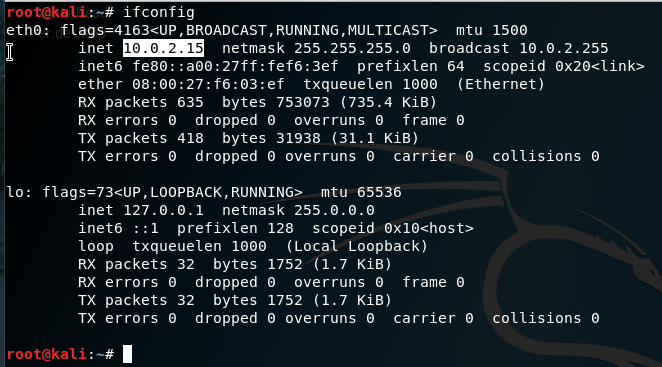 root@kali:~# ifconfig
eth0: flags=4163<UP,BROADCAST,RUNNING,MULTICAST>  mtu 1500
        inet 10.0.2.15  netmask 255.255.255.0  broadcast 10.0.2.255
        inet6 fe80::a00:27ff:fef6:3ef  prefixlen 64  scopeid 0x20<link>
        ether 08:00:27:f6:03:ef  txqueuelen 1000  (Ethernet)
        RX packets 635  bytes 753073 (735.4 KiB)
        RX errors 0  dropped 0  overruns 0  frame 0
        TX packets 418  bytes 31938 (31.1 KiB)
        TX errors 0  dropped 0 overruns 0  carrier 0  collisions 0

lo: flags=73<UP,LOOPBACK,RUNNING>  mtu 65536
        inet 127.0.0.1  netmask 255.0.0.0
        inet6 ::1  prefixlen 128  scopeid 0x10<host>
        loop  txqueuelen 1000  (Local Loopback)
        RX packets 32  bytes 1752 (1.7 KiB)
        RX errors 0  dropped 0  overruns 0  frame 0
        TX packets 32  bytes 1752 (1.7 KiB)
        TX errors 0  dropped 0 overruns 0  carrier 0  collisions 0

root@kali:~#